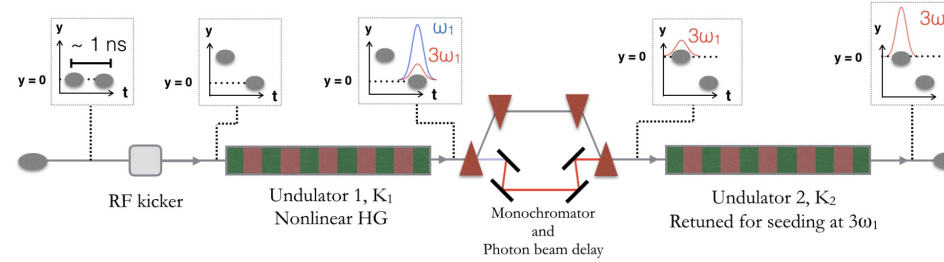 y
~ 1 ns
y = 0
t
y
y = 0
t
y
ω₁
3ω₁
y = 0
t
y
3ω₁
y = 0
t
y
y = 0
t
RF kicker
Undulator 1, K₁
Nonlinear HG
Monochromator
and
Photon beam delay
Undulator 2, K₂
Retuned for seeding at 3ω₁